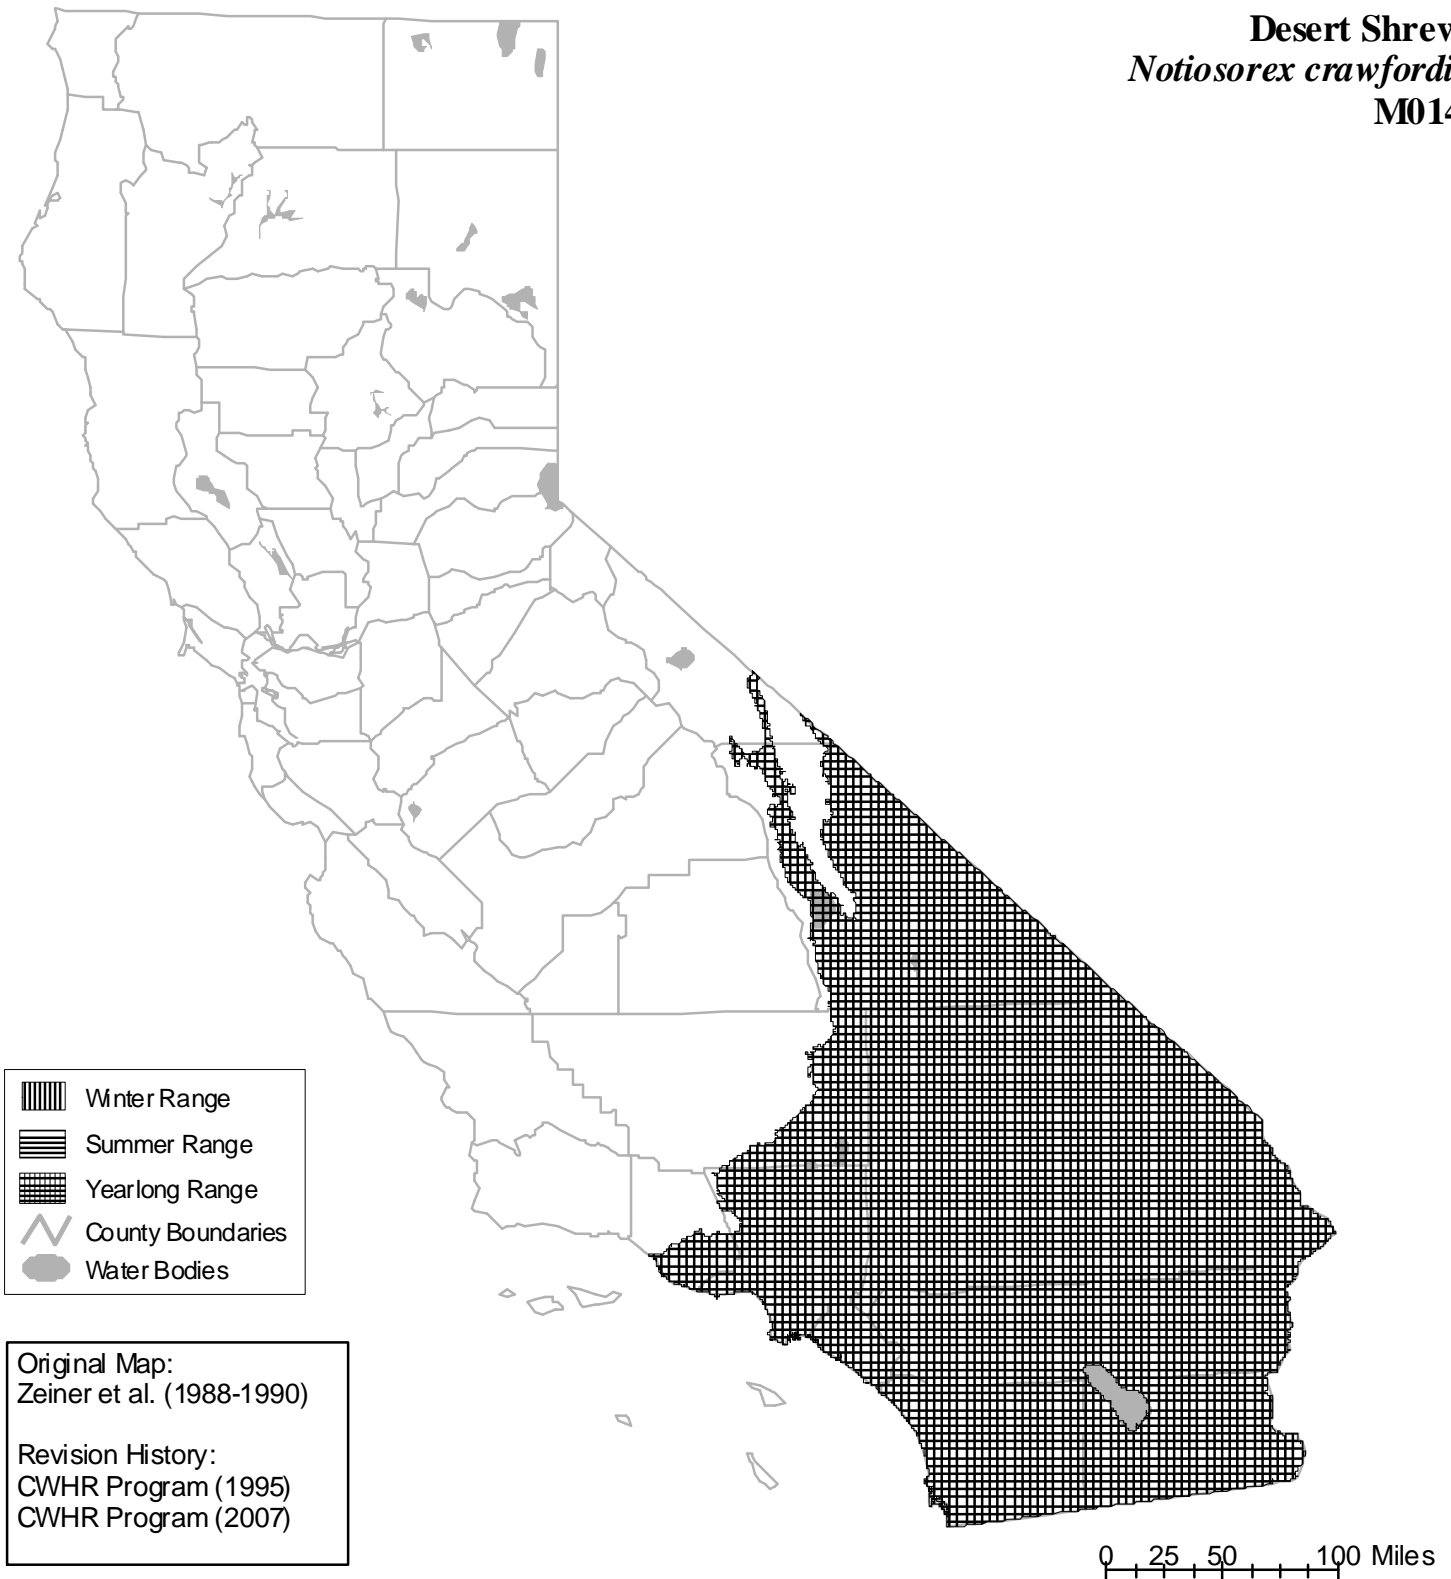 Desert Shrew
Notiosorex crawfordi
M014
Winter Range
Summer Range
Yearlong Range
County Boundaries
Water Bodies
Original Map:
Zeiner et al. (1988-1990)
Revision History:
CWHR Program (1995)
CWHR Program (2007)
0 25 50 100 Miles